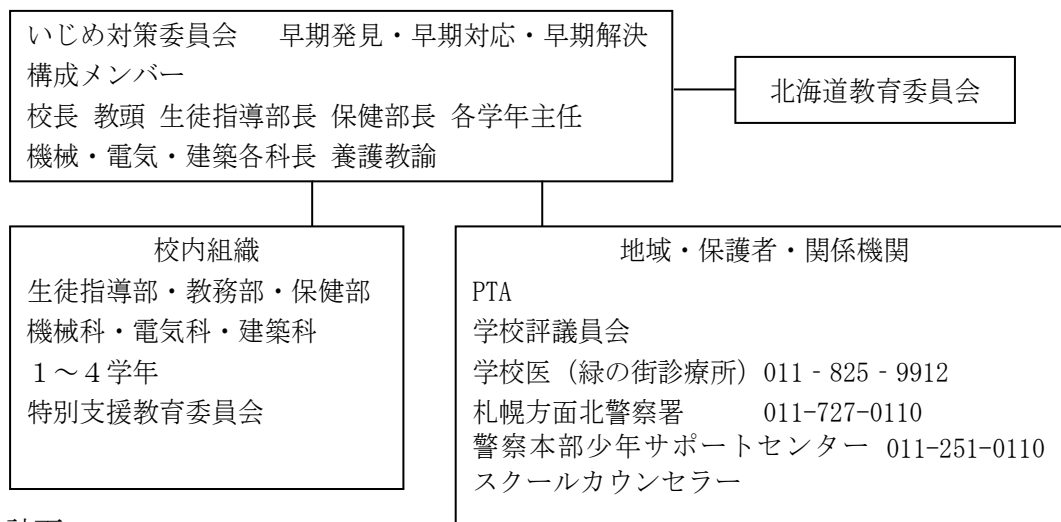 いじめ対策委員会　早期発見・早期対応・早期解決
構成メンバー
校長 教頭 生徒指導部長 保健部長 各学年主任
機械・電気・建築各科長 養護教諭
北海道教育委員会
校内組織
生徒指導部・教務部・保健部
機械科・電気科・建築科
１～４学年
特別支援教育委員会
地域・保護者・関係機関
PTA
学校評議員会
学校医（緑の街診療所）011‐825‐9912
札幌方面北警察署　011-727-0110
警察本部少年サポートセンター 011-251-0110
スクールカウンセラー